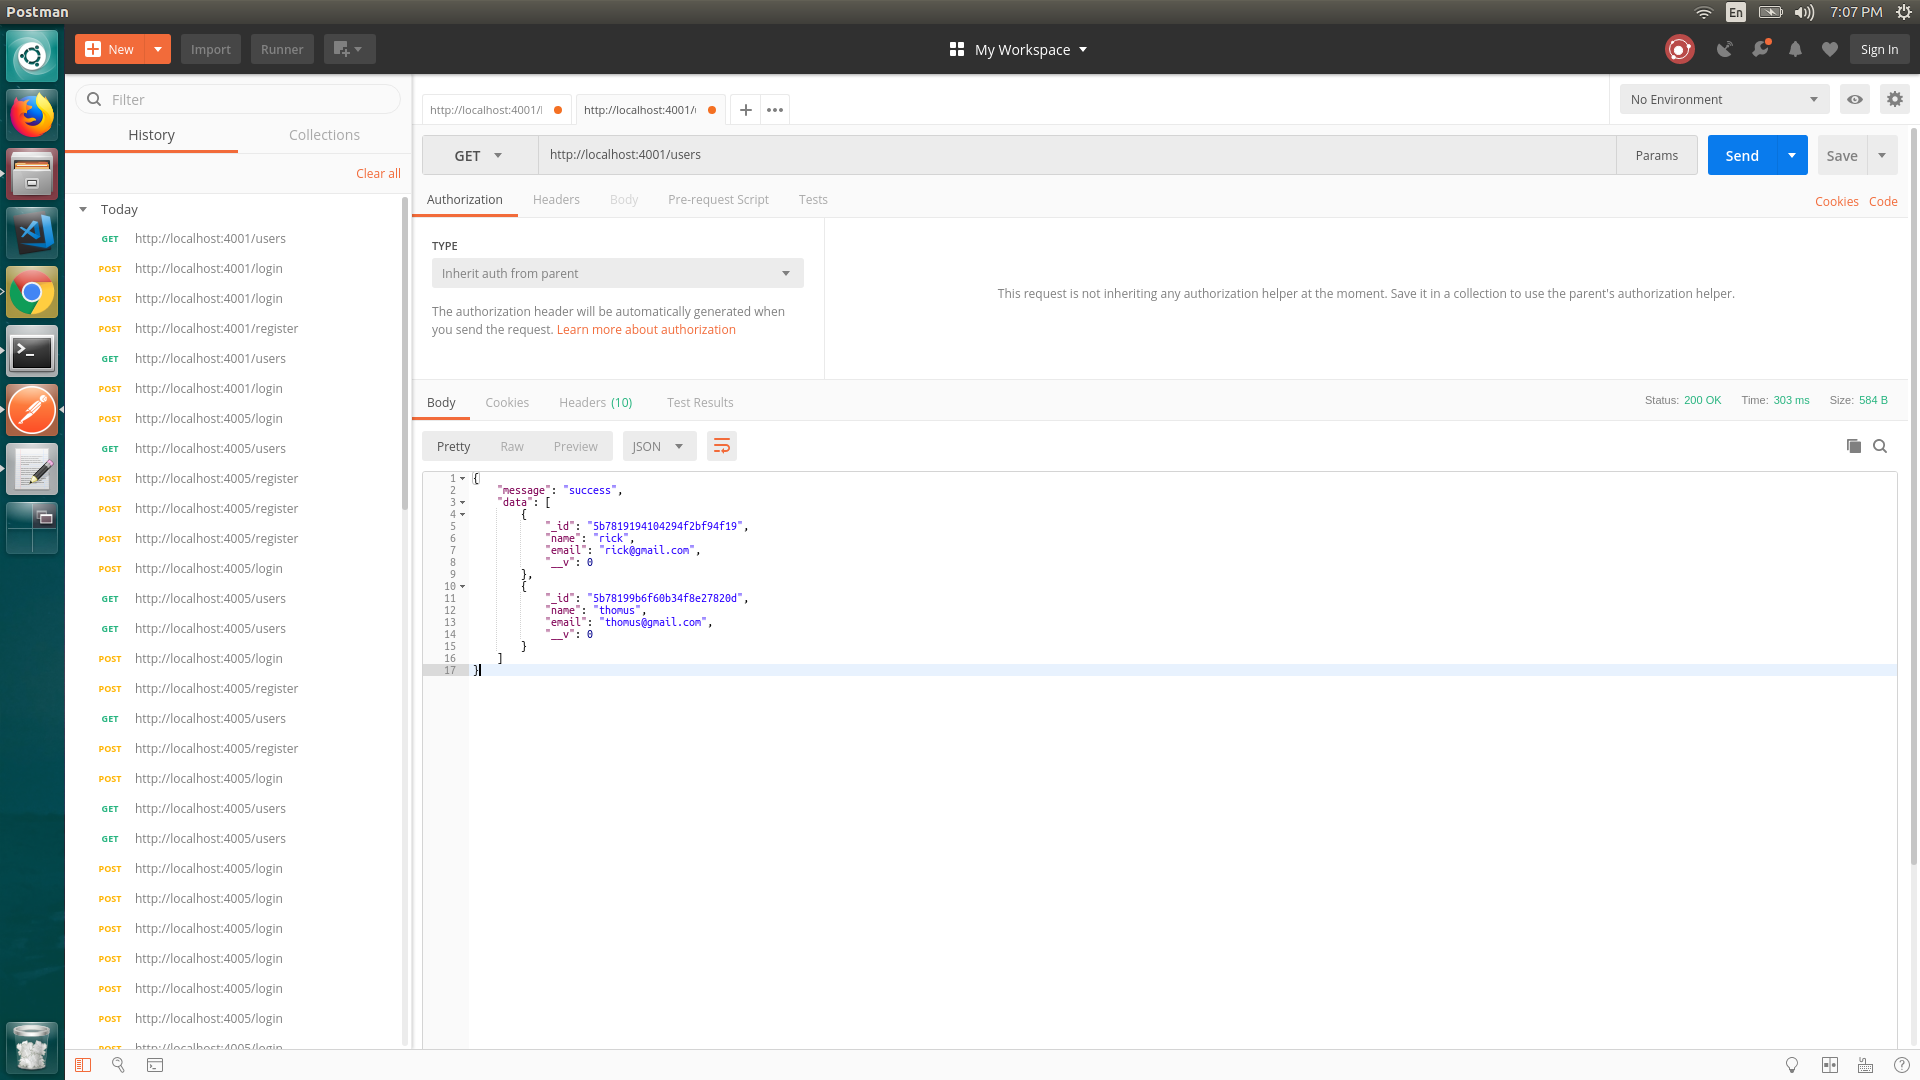 Postman
En
7:07 PM
New
Import
Runner
My Workspace
Sign In
Filter
History
Collections
Clear all
Today
GET http://localhost:4001/users
POST http://localhost:4001/login
POST http://localhost:4001/login
POST http://localhost:4001/register
GET http://localhost:4001/users
POST http://localhost:4001/login
POST http://localhost:4005/login
GET http://localhost:4005/users
POST http://localhost:4005/register
POST http://localhost:4005/register
POST http://localhost:4005/register
POST http://localhost:4005/login
GET http://localhost:4005/users
GET http://localhost:4005/users
POST http://localhost:4005/login
POST http://localhost:4005/register
GET http://localhost:4005/users
POST http://localhost:4005/register
POST http://localhost:4005/login
GET http://localhost:4005/users
GET http://localhost:4005/users
POST http://localhost:4005/login
POST http://localhost:4005/login
POST http://localhost:4005/login
POST http://localhost:4005/login
POST http://localhost:4005/login
POST http://localhost:4005/login
POST http://localhost:4005/login
http://localhost:4001/
http://localhost:4001/
No Environment
GET
http://localhost:4001/users
Params
Send
Save
Authorization
Headers
Body
Pre-request Script
Tests
Cookies
Code
TYPE
Inherit auth from parent
The authorization header will be automatically generated when
you send the request. Learn more about authorization
This request is not inheriting any authorization helper at the moment. Save it in a collection to use the parent's authorization helper.
Body
Cookies
Headers (10)
Test Results
Status: 200 OK
Time: 303 ms
Size: 584 B
Pretty
Raw
Preview
JSON
1 {
2 "message": "success",
3 "data": [
4 {
5 "_id": "5b7819194104294f2bf94f19",
6 "name": "rick",
7 "email": "rick@gmail.com",
8 "__v": 0
9 },
10 {
11 "_id": "5b78199b6f60b34f8e27820d",
12 "name": "thomus",
13 "email": "thomus@gmail.com",
14 "__v": 0
15 }
16 ]
17 }